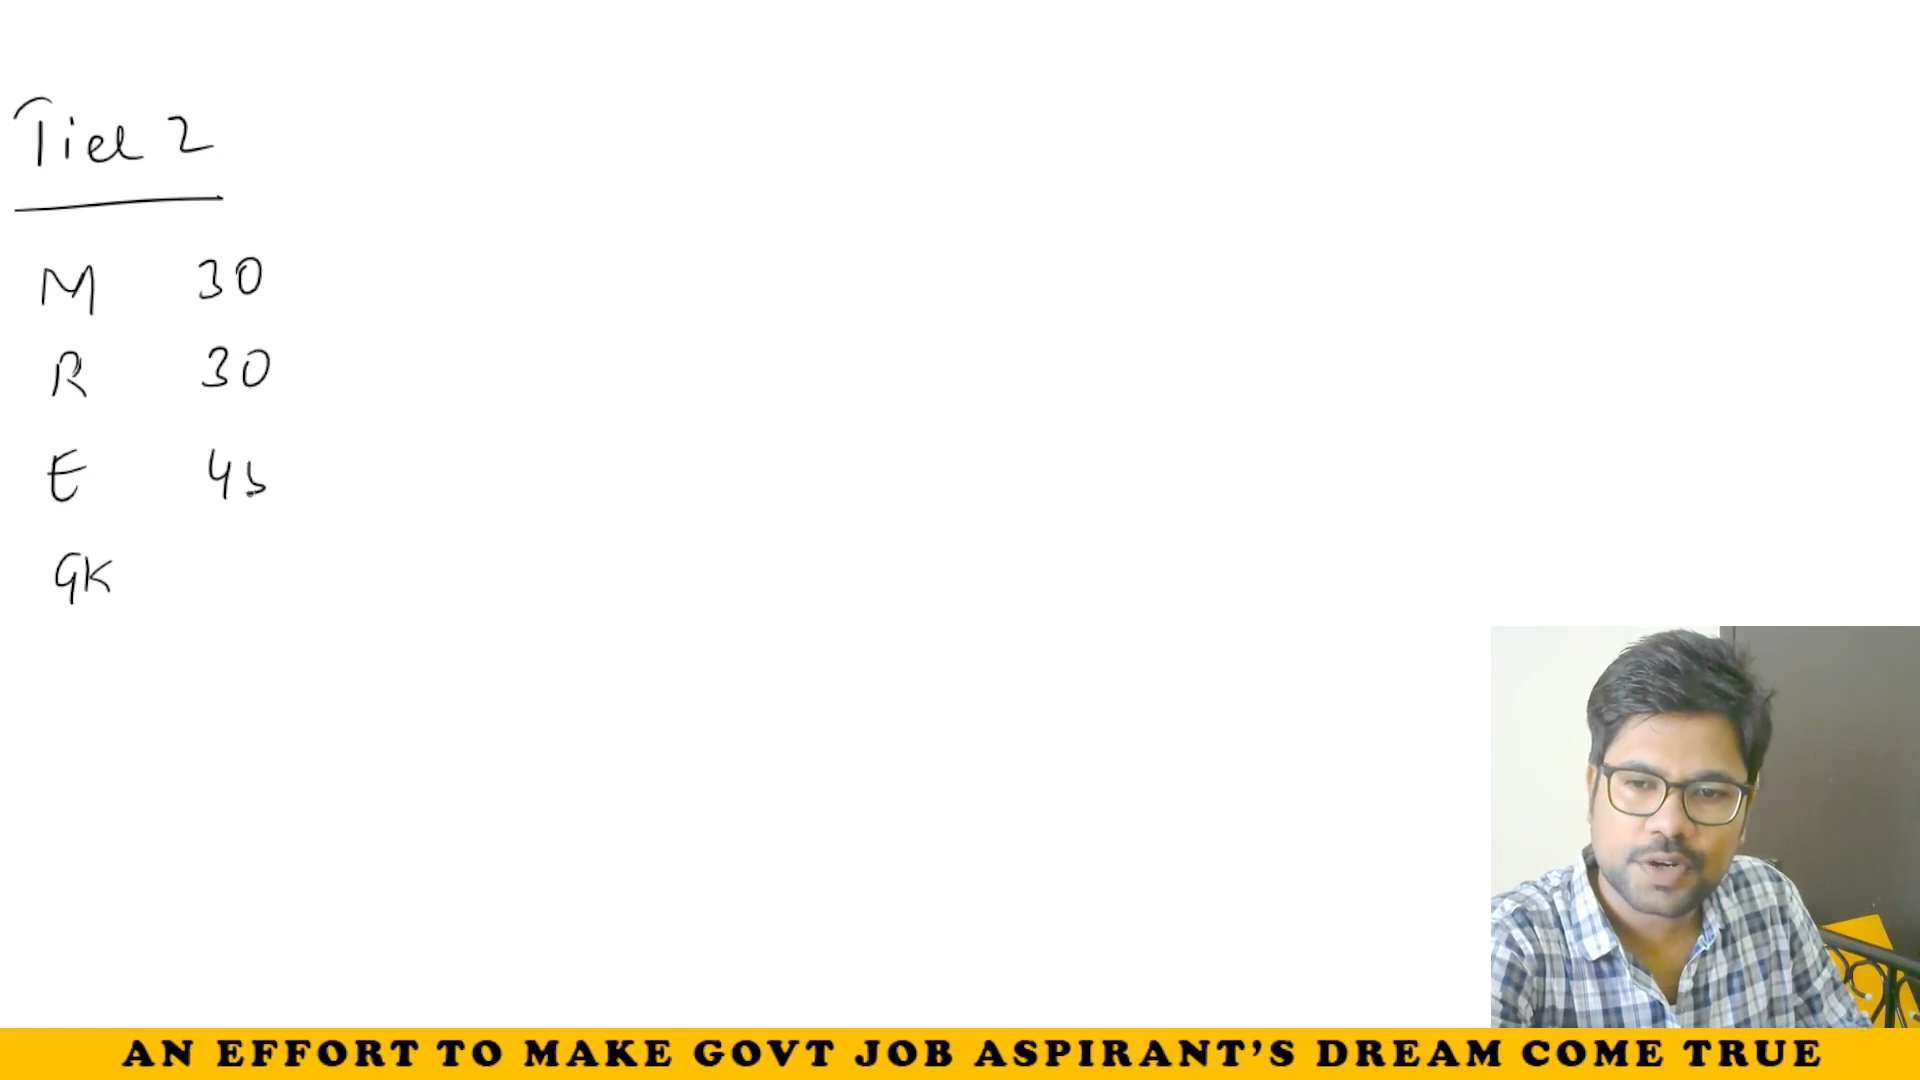 Tier 2
M 30
R 30
E 45
GK
AN EFFORT TO MAKE GOVT JOB ASPIRANT'S DREAM COME TRUE